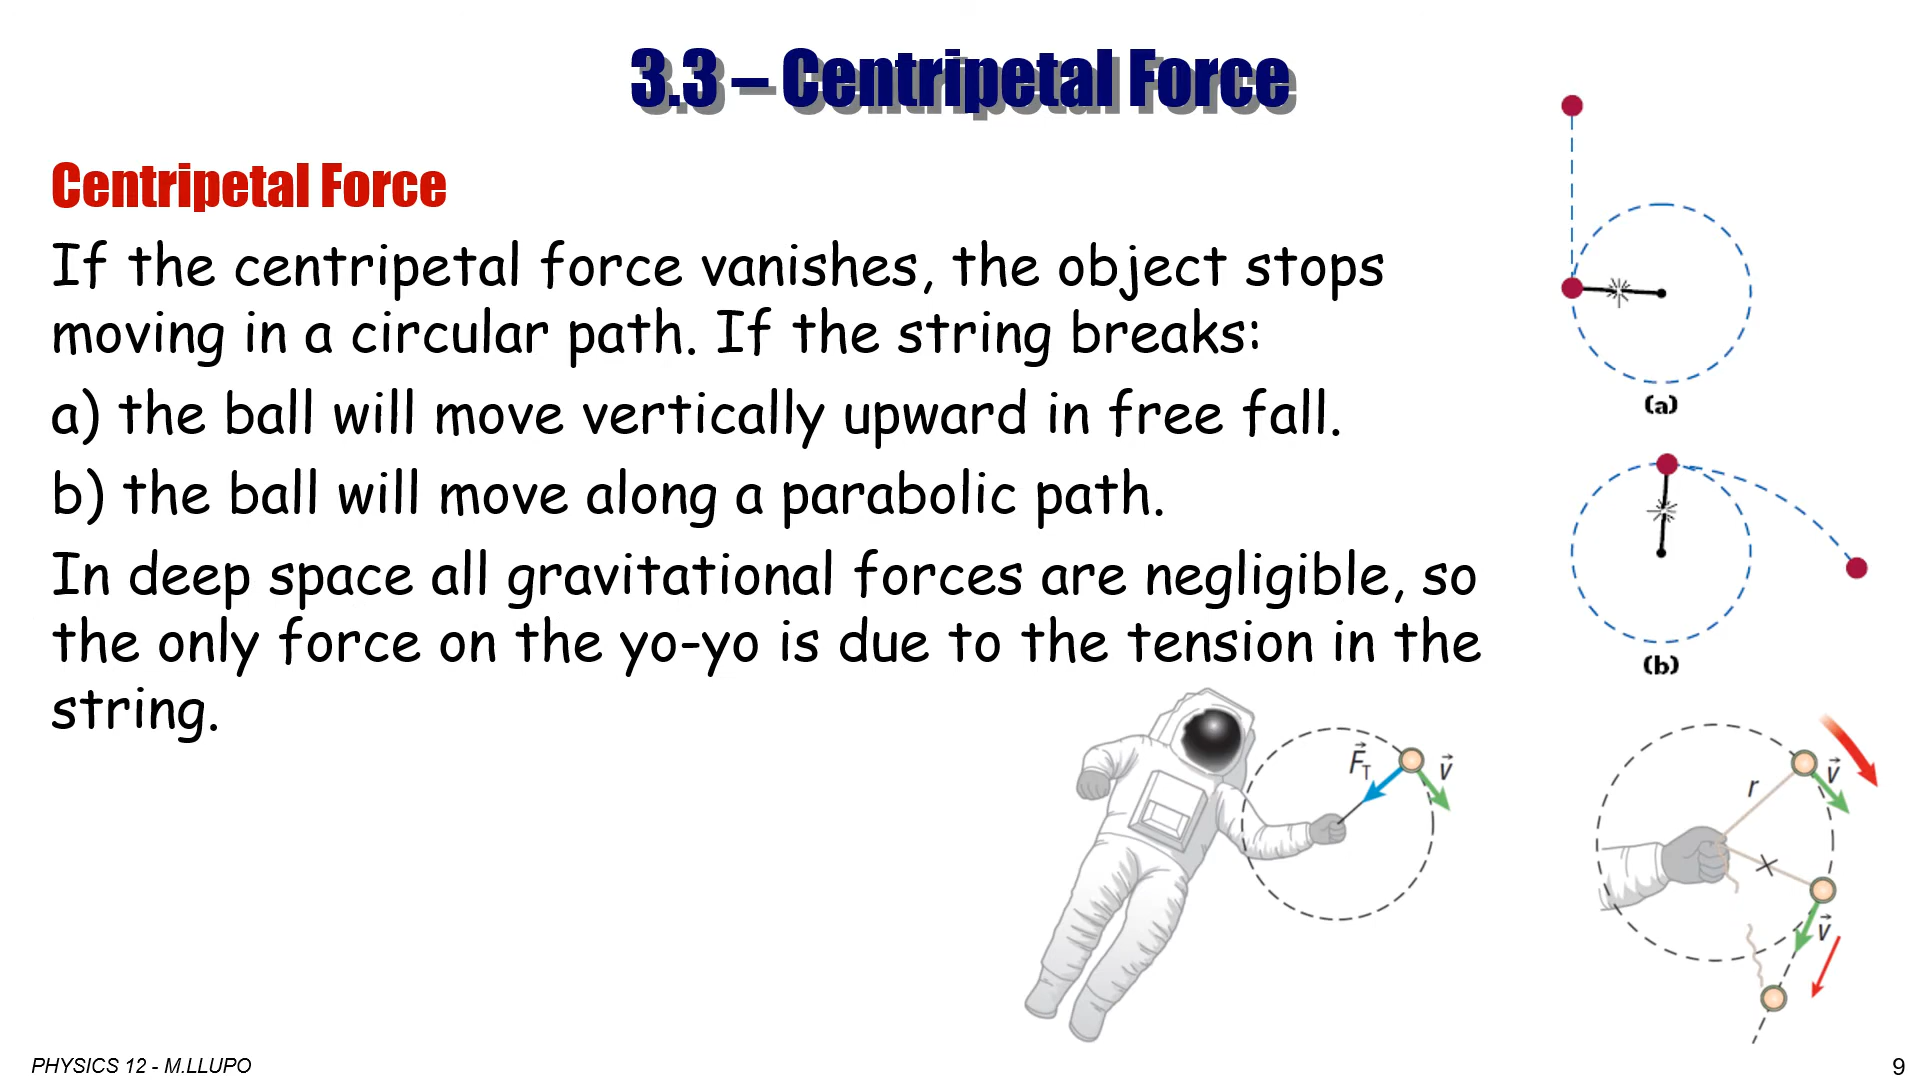 3.3 – Centripetal Force
Centripetal Force
If the centripetal force vanishes, the object stops
moving in a circular path. If the string breaks:
a) the ball will move vertically upward in free fall.
b) the ball will move along a parabolic path.
In deep space all gravitational forces are negligible, so
the only force on the yo-yo is due to the tension in the
string.
(a)
(b)
F⃗T
v⃗
r
v⃗
v⃗
PHYSICS 12 - M.LLUPO
9